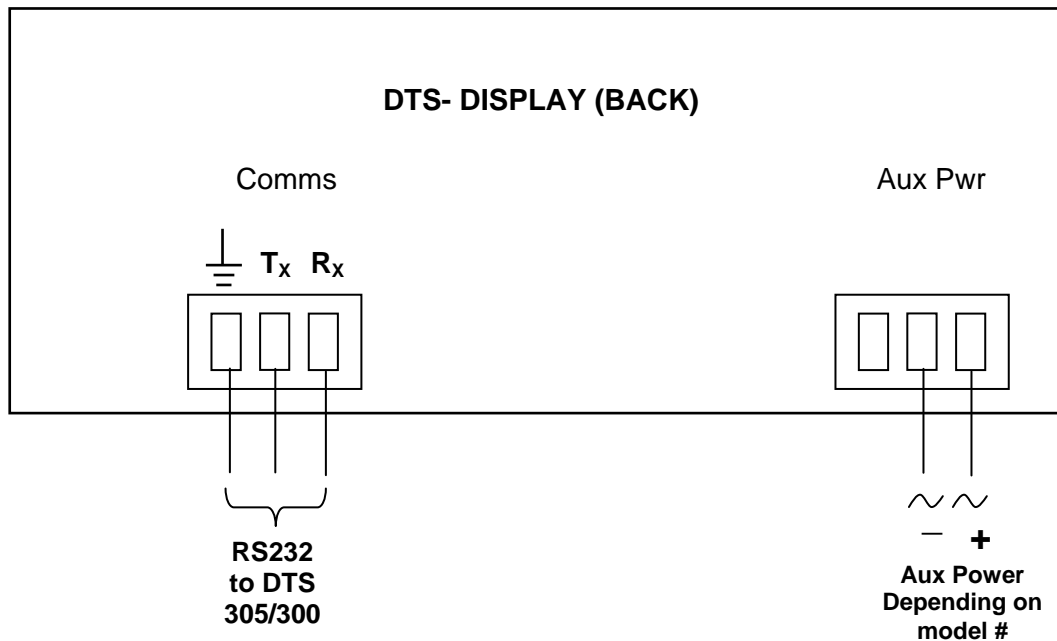 DTS- DISPLAY (BACK)
Comms
Aux Pwr
Tx Rx
RS232
to DTS
305/300
– +
Aux Power
Depending on
model #